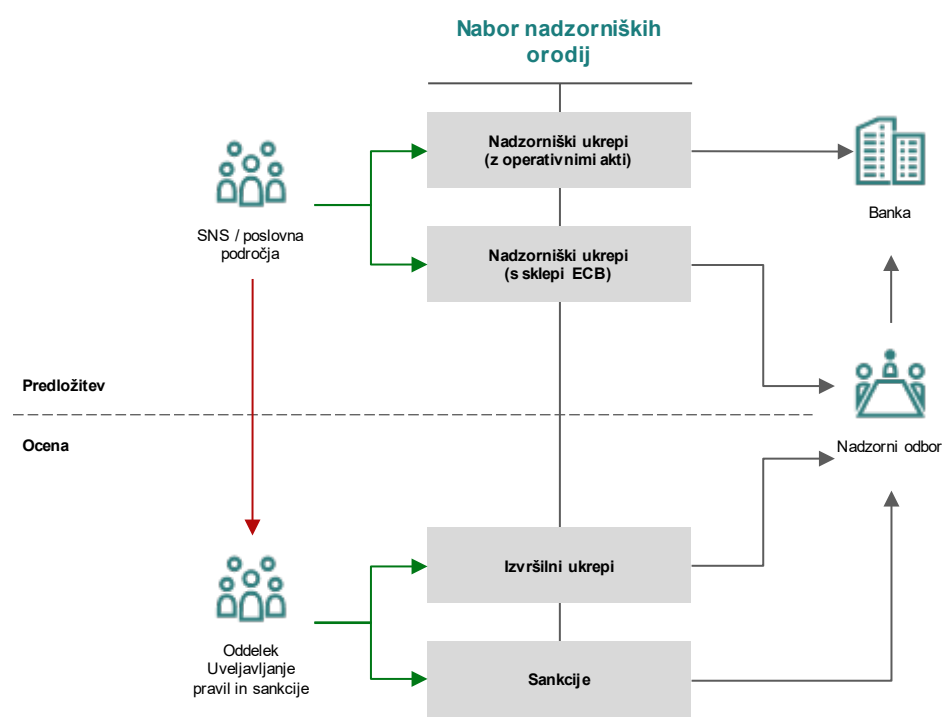 Nabor nadzorniških
orodij
Nadzorniški ukrepi
(z operativnimi akti)
Banka
SNS / poslovna
področja
Nadzorniški ukrepi
(s sklepi ECB)
Predložitev
Ocena
Nadzorni odbor
Izvršilni ukrepi
Oddelek
Uveljavljanje
pravil in sankcije
Sankcije